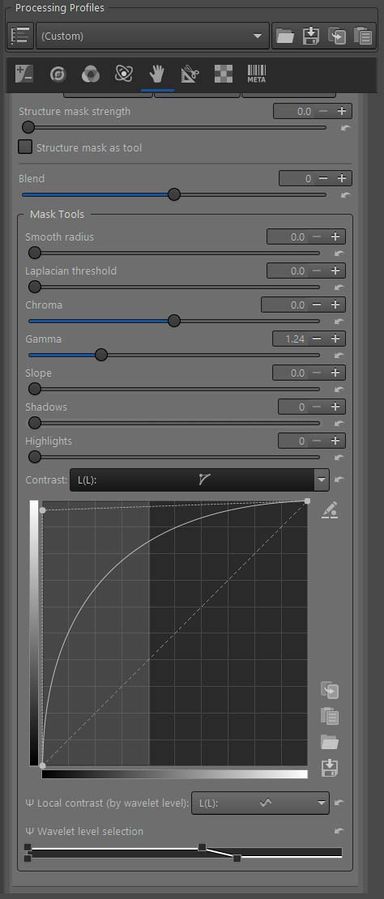 Processing Profiles
(Custom)
META
Structure mask strength 0.0
Structure mask as tool
Blend 0
Mask Tools
Smooth radius 0.0
Laplacian threshold 0.0
Chroma 0.0
Gamma 1.24
Slope 0.0
Shadows 0
Highlights 0
Contrast: L(L):
Ψ Local contrast (by wavelet level): L(L):
Ψ Wavelet level selection